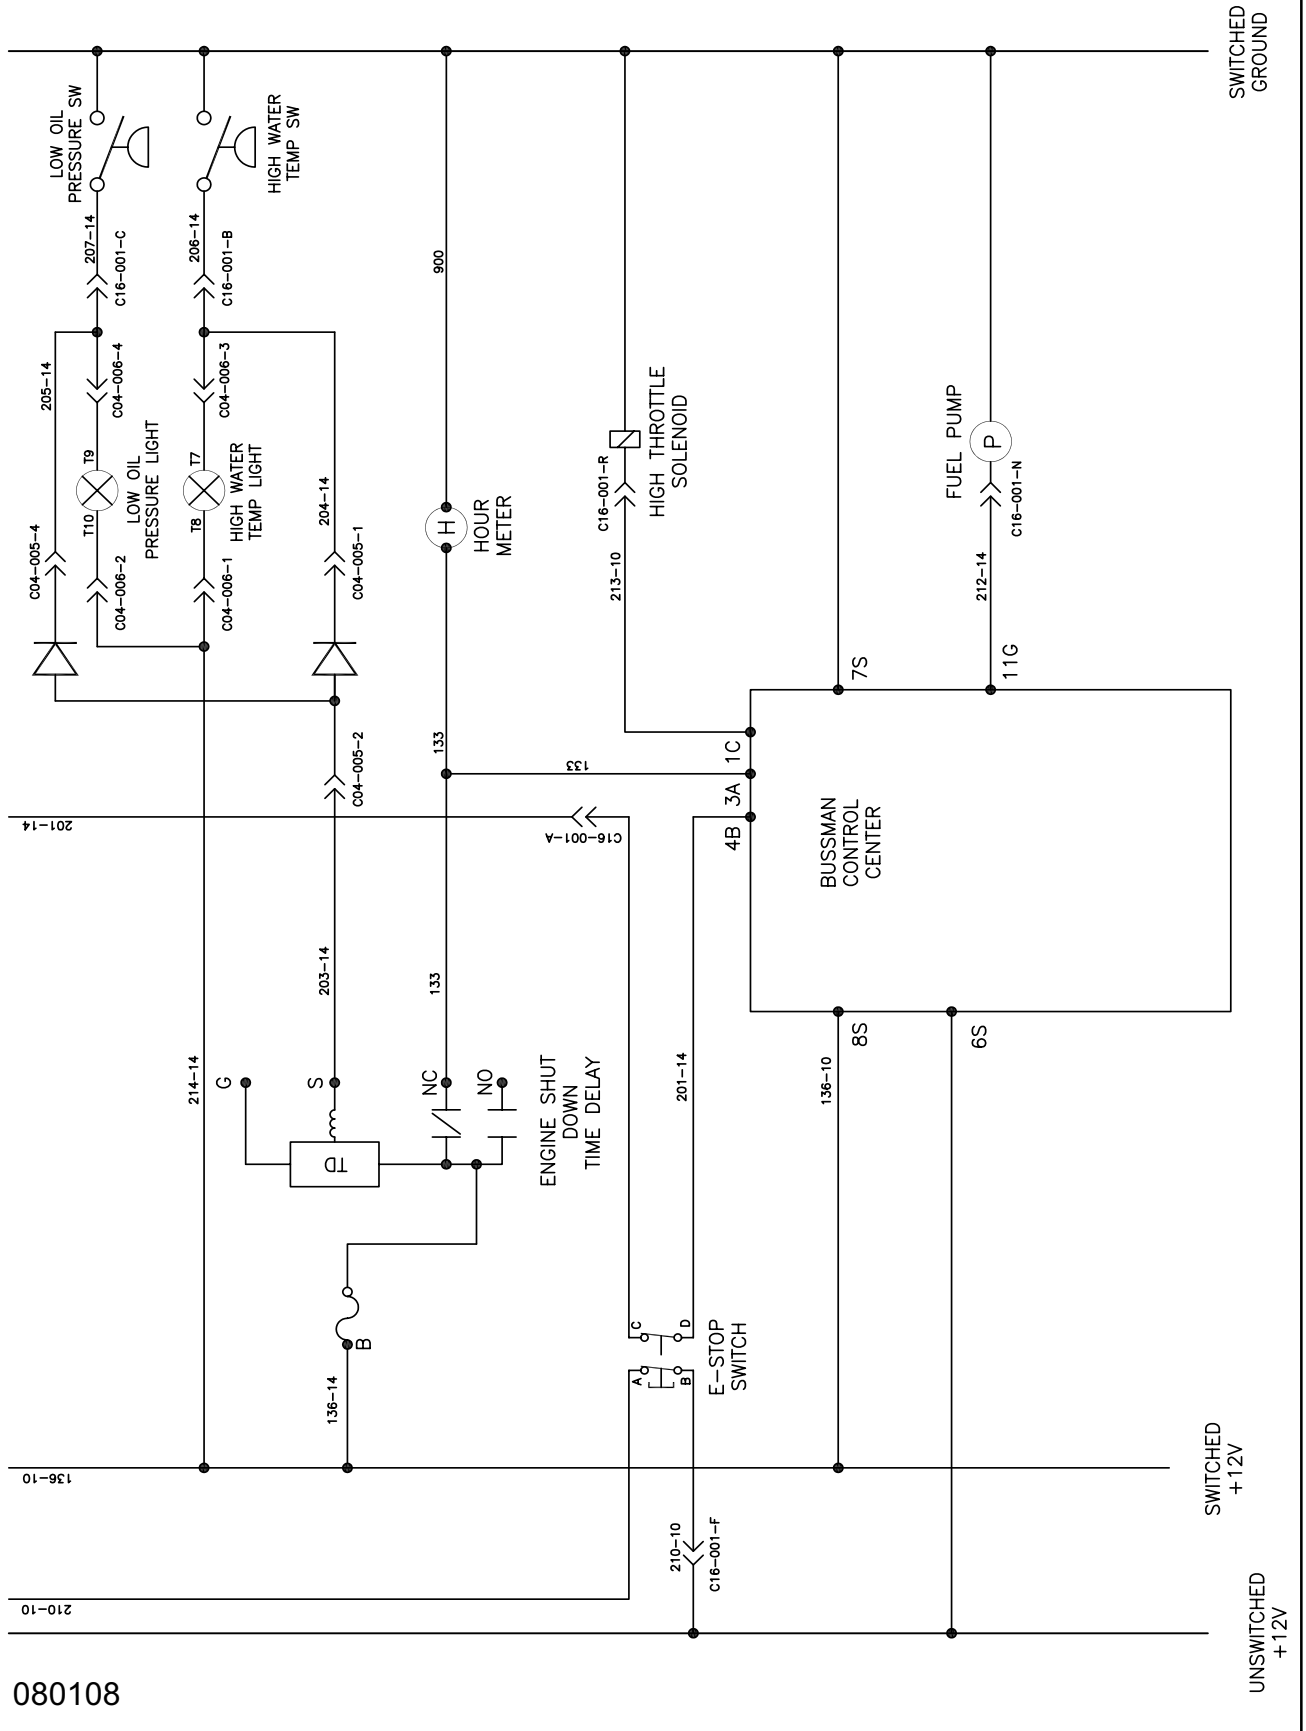 SWITCHED
GROUND
LOW OIL
PRESSURE SW
HIGH WATER
TEMP SW
207-14
C16-001-C
206-14
C16-001-B
900
205-14
C04-006-4
C04-006-3
T9
T10
LOW OIL
PRESSURE LIGHT
T7
T8
HIGH WATER
TEMP LIGHT
204-14
C04-005-4
C04-006-2
C04-006-1
C04-005-1
H
HOUR
METER
C16-001-R
HIGH THROTTLE
SOLENOID
213-10
FUEL PUMP
P
C16-001-N
212-14
7S
11G
133
133
1C
3A
4B
C04-005-2
201-14
C16-001-A
BUSSMAN
CONTROL
CENTER
203-14
133
214-14
G
S
NC
NO
TD
ENGINE SHUT
DOWN
TIME DELAY
201-14
136-10
8S
6S
B
136-14
C
D
A
B
E-STOP
SWITCH
136-10
SWITCHED
+12V
210-10
C16-001-F
210-10
UNSWITCHED
+12V
080108